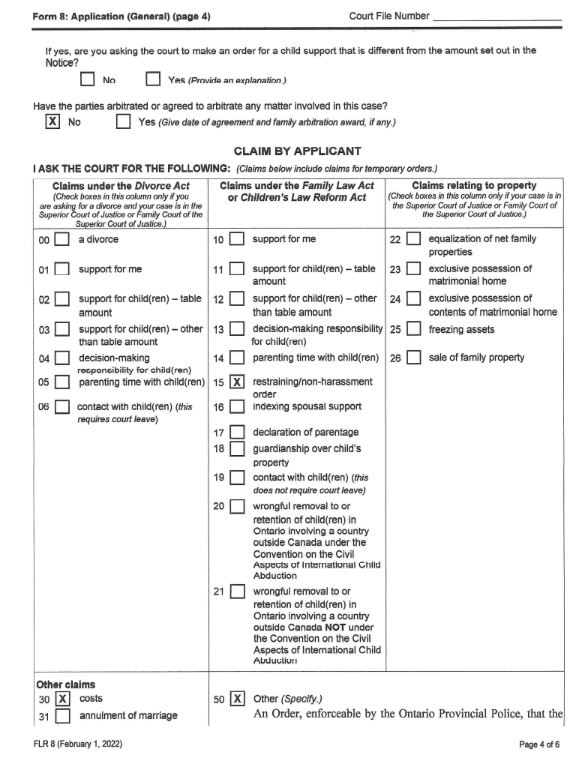 Form 8: Application (General) (page 4) Court File Number
If yes, are you asking the court to make an order for a child support that is different from the amount set out in the
Notice?
No Yes (Provide an explanation.)
Have the parties arbitrated or agreed to arbitrate any matter involved in this case?
X No Yes (Give date of agreement and family arbitration award, if any.)
CLAIM BY APPLICANT
I ASK THE COURT FOR THE FOLLOWING: (Claims below include claims for temporary orders.)
Claims under the Divorce Act
(Check boxes in this column only if you
are asking for a divorce and your case is in the
Superior Court of Justice or Family Court of the
Superior Court of Justice.)
00 a divorce
01 support for me
02 support for child(ren) – table
amount
03 support for child(ren) – other
than table amount
04 decision-making
responsibility for child(ren)
05 parenting time with child(ren)
06 contact with child(ren) (this
requires court leave)
Claims under the Family Law Act
or Children's Law Reform Act
10 support for me
11 support for child(ren) – table
amount
12 support for child(ren) – other
than table amount
13 decision-making responsibility
for child(ren)
14 parenting time with child(ren)
15 X restraining/non-harassment
order
16 indexing spousal support
17 declaration of parentage
18 guardianship over child's
property
19 contact with child(ren) (this
does not require court leave)
20 wrongful removal to or
retention of child(ren) in
Ontario involving a country
outside Canada under the
Convention on the Civil
Aspects of International Child
Abduction
21 wrongful removal to or
retention of child(ren) in
Ontario involving a country
outside Canada NOT under
the Convention on the Civil
Aspects of International Child
Abduction
Claims relating to property
(Check boxes in this column only if your case is in
the Superior Court of Justice or Family Court of
the Superior Court of Justice.)
22 equalization of net family
properties
23 exclusive possession of
matrimonial home
24 exclusive possession of
contents of matrimonial home
25 freezing assets
26 sale of family property
Other claims
30 X costs
31 annulment of marriage
50 X Other (Specify.)
An Order, enforceable by the Ontario Provincial Police, that the
FLR 8 (February 1, 2022) Page 4 of 6